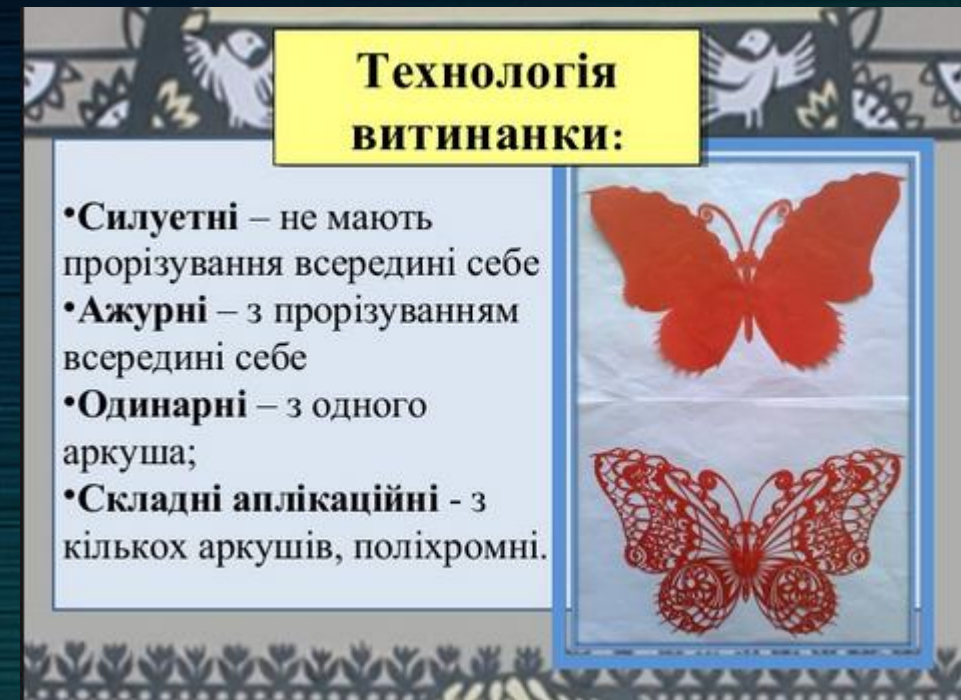 Технологія
витинанки:
•Силуетні – не мають
прорізування всередині себе
•Ажурні – з прорізуванням
всередині себе
•Одинарні – з одного
аркуша;
•Складні аплікаційні - з
кількох аркушів, поліхромні.